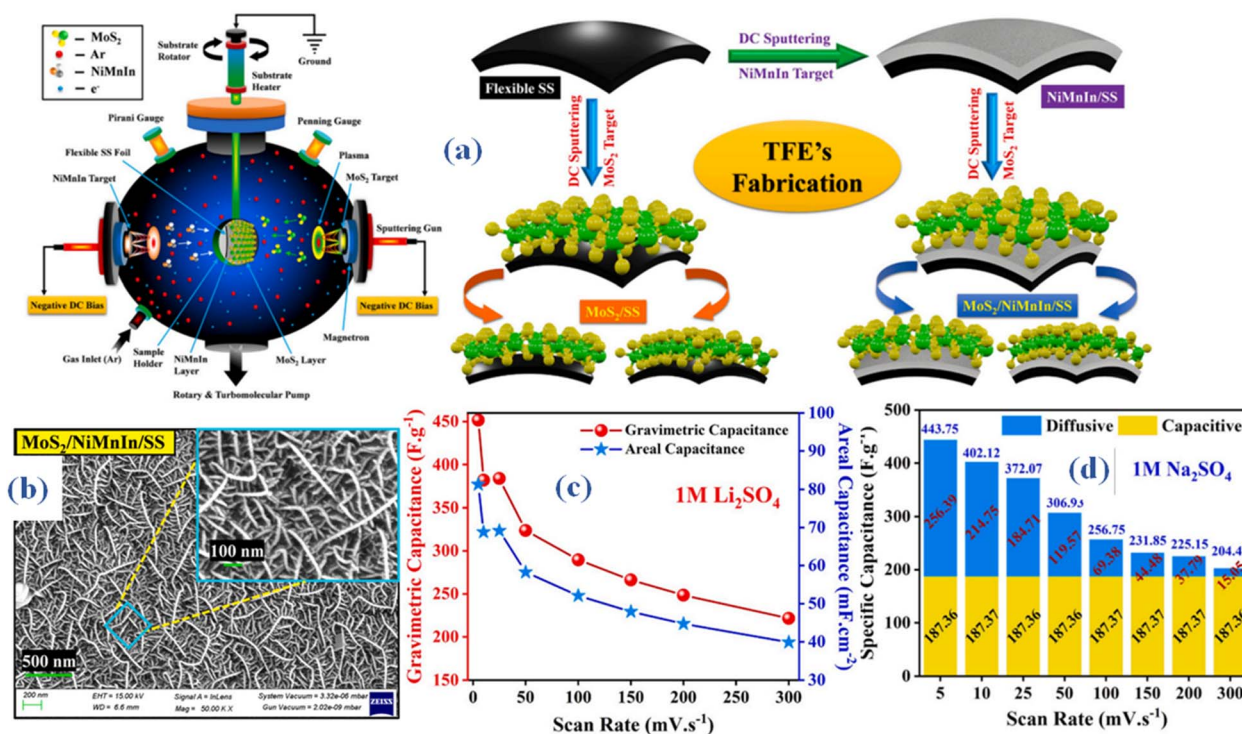 — MoS₂
— Ar
— NiMnIn
— e⁻
Substrate
Rotator
Ground
Substrate
Heater
Pirani Gauge
Penning Gauge
Flexible SS Foil
Plasma
NiMnIn Target
MoS₂ Target
Sputtering Gun
Negative DC Bias
Negative DC Bias
Gas Inlet (Ar)
Sample
Holder
NiMnIn
Layer
MoS₂ Layer
Magnetron
Rotary & Turbomolecular Pump
(a)
Flexible SS
DC Sputtering
NiMnIn Target
NiMnIn/SS
DC Sputtering
MoS₂ Target
TFE's
Fabrication
DC Sputtering
MoS₂ Target
MoS₂/SS
MoS₂/NiMnIn/SS
MoS₂/NiMnIn/SS
(b)
100 nm
500 nm
200 nm
EHT = 15.00 kV
Signal A = InLens
System Vacuum = 3.32e-06 mbar
WD = 6.6 mm
Mag = 50.00 K X
Gun Vacuum = 2.02e-09 mbar
ZEISS
Gravimetric Capacitance (F.g⁻¹)
450
400
350
300
250
200
150
Gravimetric Capacitance
Areal Capacitance
(c)
1M Li₂SO₄
100
90
80
70
60
50
40
30
Areal Capacitance (mF.cm⁻²)
0 50 100 150 200 250 300
Scan Rate (mV.s⁻¹)
Specific Capacitance (F.g⁻¹)
500
400
300
200
100
0
Diffusive
Capacitive
(d)
1M Na₂SO₄
443.75
402.12
372.07
306.93
256.75
231.85
225.15
204.4
256.39
214.75
184.71
119.57
69.38
44.48
37.79
15.05
187.36
187.37
187.36
187.36
187.37
187.37
187.37
187.36
5 10 25 50 100 150 200 300
Scan Rate (mV.s⁻¹)